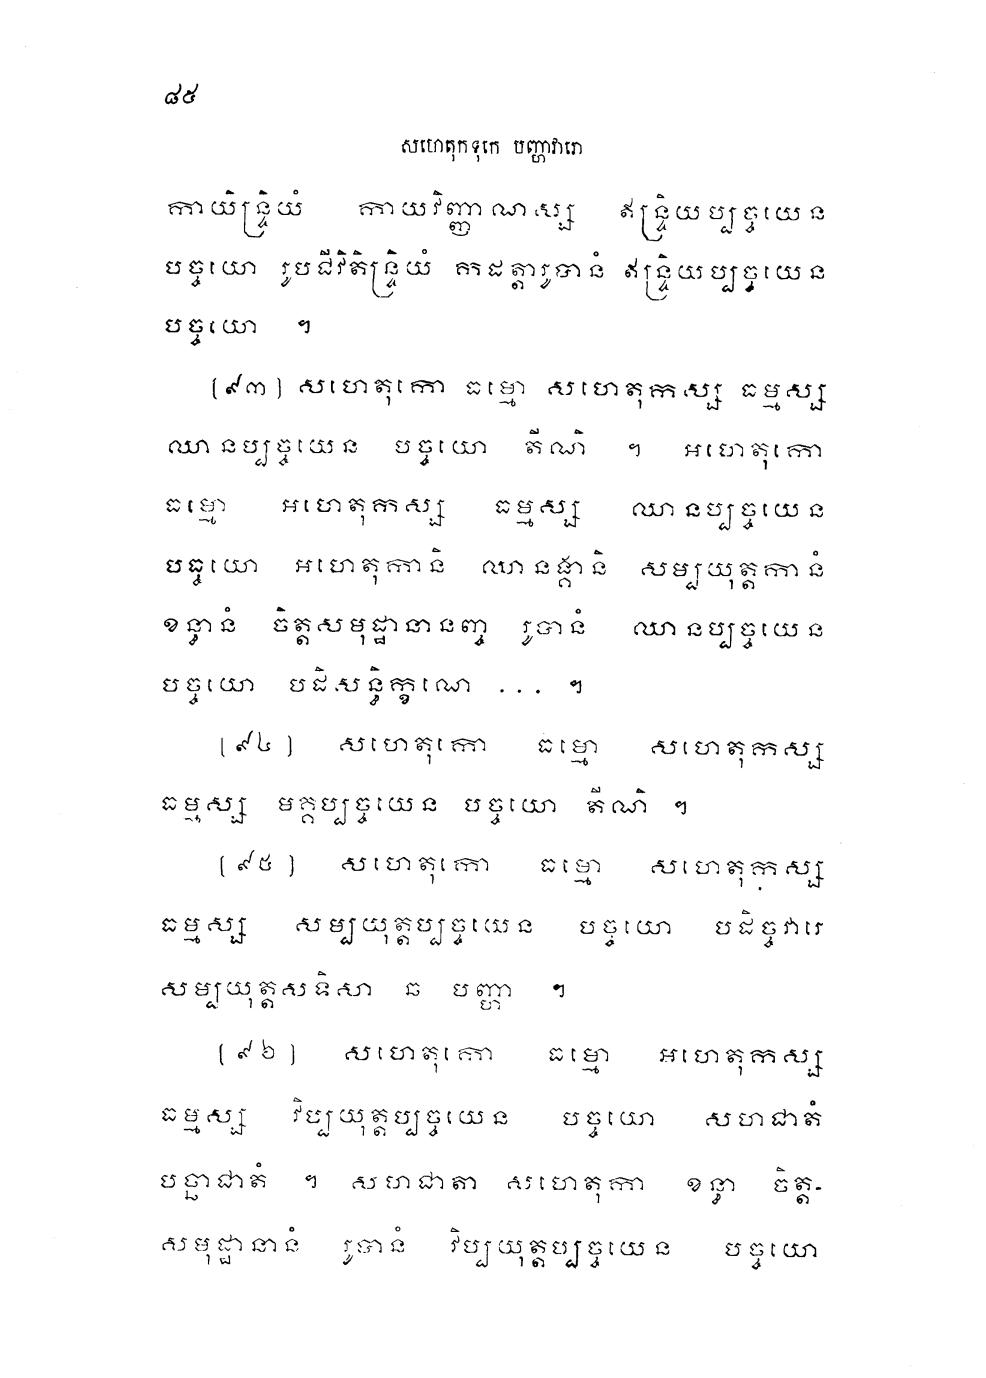 ៨៥
សហេតុកទុកេ បញ្ហាវារោ
កាយិន្ទ្រិយំ កាយវិញ្ញាណស្ស ឥន្ទ្រិយប្បច្ចយេន
បច្ចយោ រូបជីវិតិន្ទ្រិយំ កដត្តារូបានំ ឥន្ទ្រិយប្បច្ចយេន
បច្ចយោ ។
[៩៣] សហេតុកោ ធម្មោ សហេតុកស្ស ធម្មស្ស
ឈានប្បច្ចយេន បច្ចយោ តីណិ ។ អហេតុកោ
ធម្មោ អហេតុកស្ស ធម្មស្ស ឈានប្បច្ចយេន
បច្ចយោ អហេតុកានិ ឈានង្គានិ សម្បយុត្តកានំ
ខន្ធានំ ចិត្តសមុដ្ឋានានញ្ច រូបានំ ឈានប្បច្ចយេន
បច្ចយោ បដិសន្ធិក្ខណេ ... ។
[៩៤] សហេតុកោ ធម្មោ សហេតុកស្ស
ធម្មស្ស មគ្គប្បច្ចយេន បច្ចយោ តីណិ ។
[៩៥] សហេតុកោ ធម្មោ សហេតុកស្ស
ធម្មស្ស សម្បយុត្តប្បច្ចយេន បច្ចយោ បដិច្ចវារេ
សម្បយុត្តសទិសា ឆ បញ្ហា ។
[៩៦] សហេតុកោ ធម្មោ អហេតុកស្ស
ធម្មស្ស វិប្បយុត្តប្បច្ចយេន បច្ចយោ សហជាតំ
បច្ឆាជាតំ ។ សហជាតា សហេតុកា ខន្ធា ចិត្ត-
សមុដ្ឋានានំ រូបានំ វិប្បយុត្តប្បច្ចយេន បច្ចយោ